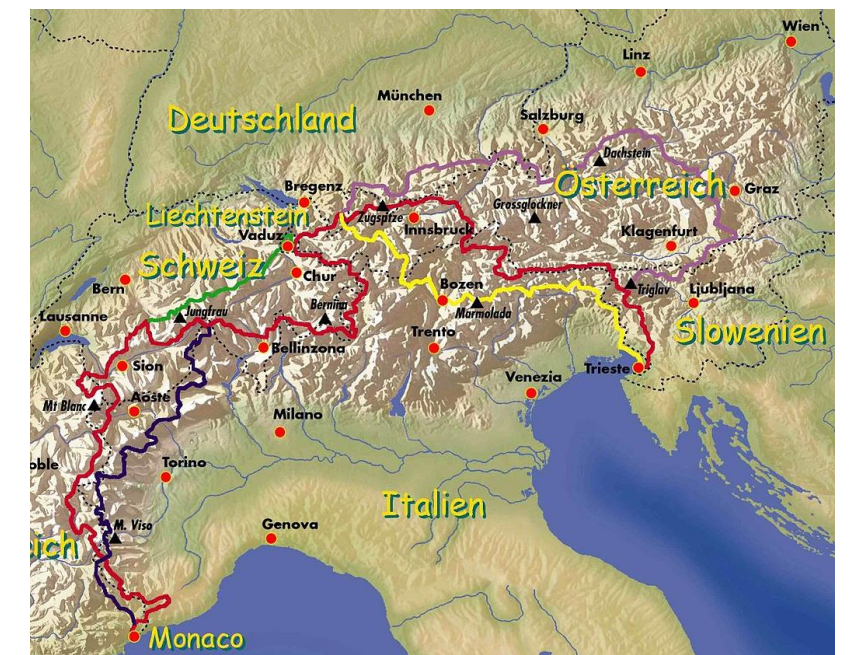 Wien
Linz
München
Deutschland
Salzburg
Dachstein
Österreich
Bregenz
Graz
Liechtenstein
Zugspitze
Grossglockner
Innsbruck
Vaduz
Klagenfurt
Schweiz
Chur
Bern
Bozen
Triglav
Ljubljana
Lausanne
Jungfrau
Bernina
Marmolada
Slowenien
Trento
Bellinzona
Sion
Trieste
Venezia
Mt Blanc
Aoste
Milano
oble
Torino
Italien
M. Viso
Genova
ich
Monaco